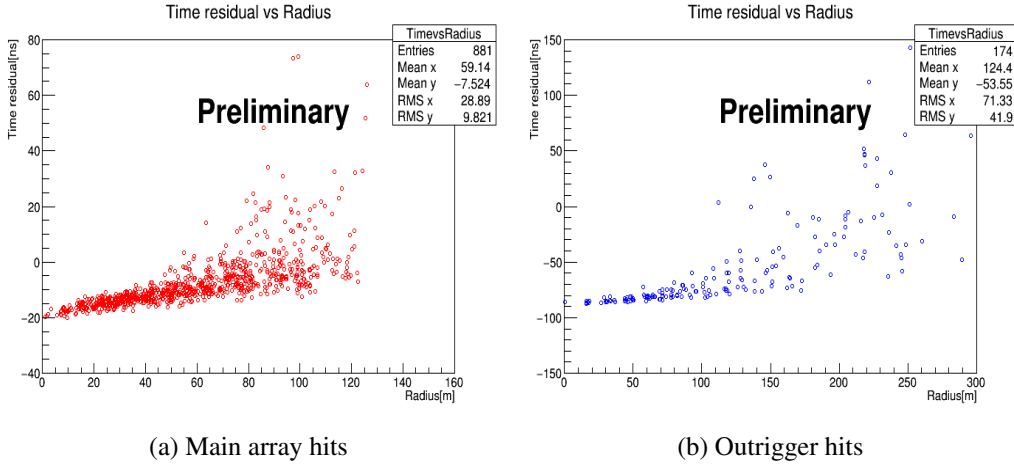 Time residual vs Radius
Time residual[ns]
80
60
40
20
0
−20
−40
0 20 40 60 80 100 120 140 160
Radius[m]
TimevsRadius
Entries 881
Mean x 59.14
Mean y −7.524
RMS x 28.89
RMS y 9.821
Preliminary
(a) Main array hits
Time residual vs Radius
Time residual[ns]
150
100
50
0
−50
−100
−150
0 50 100 150 200 250 300
Radius[m]
TimevsRadius
Entries 174
Mean x 124.4
Mean y −53.55
RMS x 71.33
RMS y 41.9
Preliminary
(b) Outrigger hits